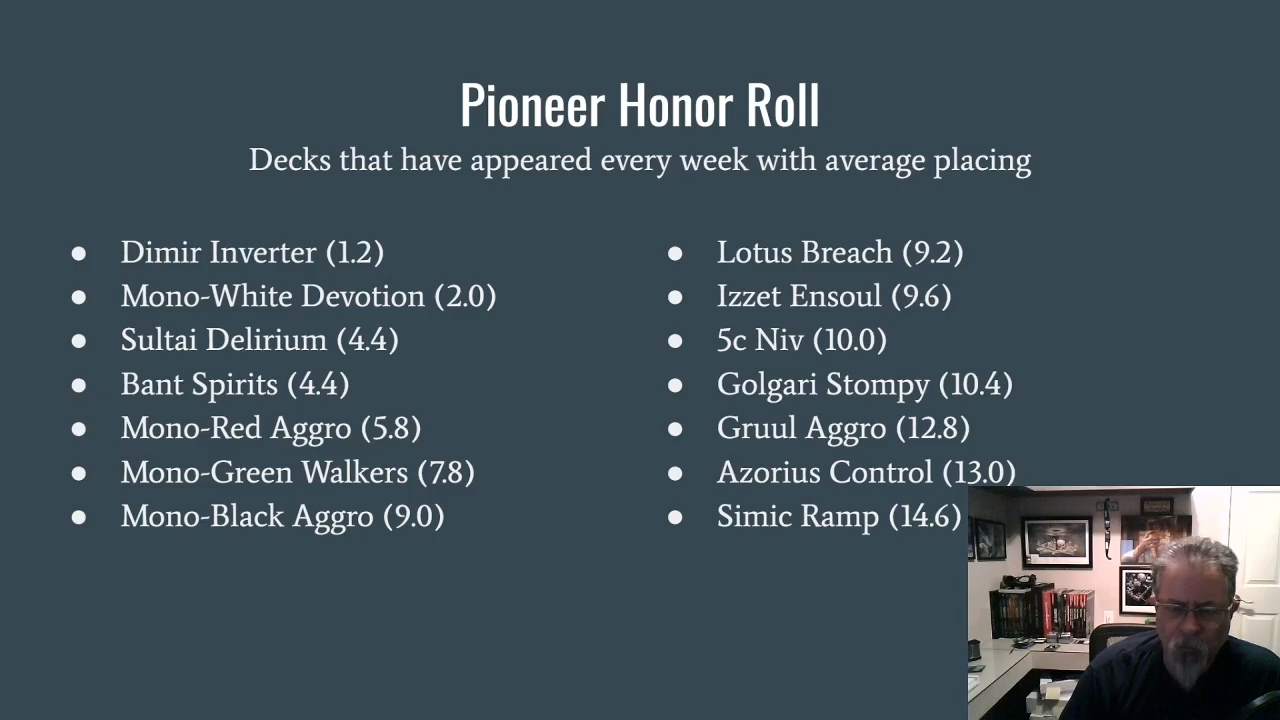 Pioneer Honor Roll
Decks that have appeared every week with average placing
● Dimir Inverter (1.2)
● Mono-White Devotion (2.0)
● Sultai Delirium (4.4)
● Bant Spirits (4.4)
● Mono-Red Aggro (5.8)
● Mono-Green Walkers (7.8)
● Mono-Black Aggro (9.0)
● Lotus Breach (9.2)
● Izzet Ensoul (9.6)
● 5c Niv (10.0)
● Golgari Stompy (10.4)
● Gruul Aggro (12.8)
● Azorius Control (13.0)
● Simic Ramp (14.6)